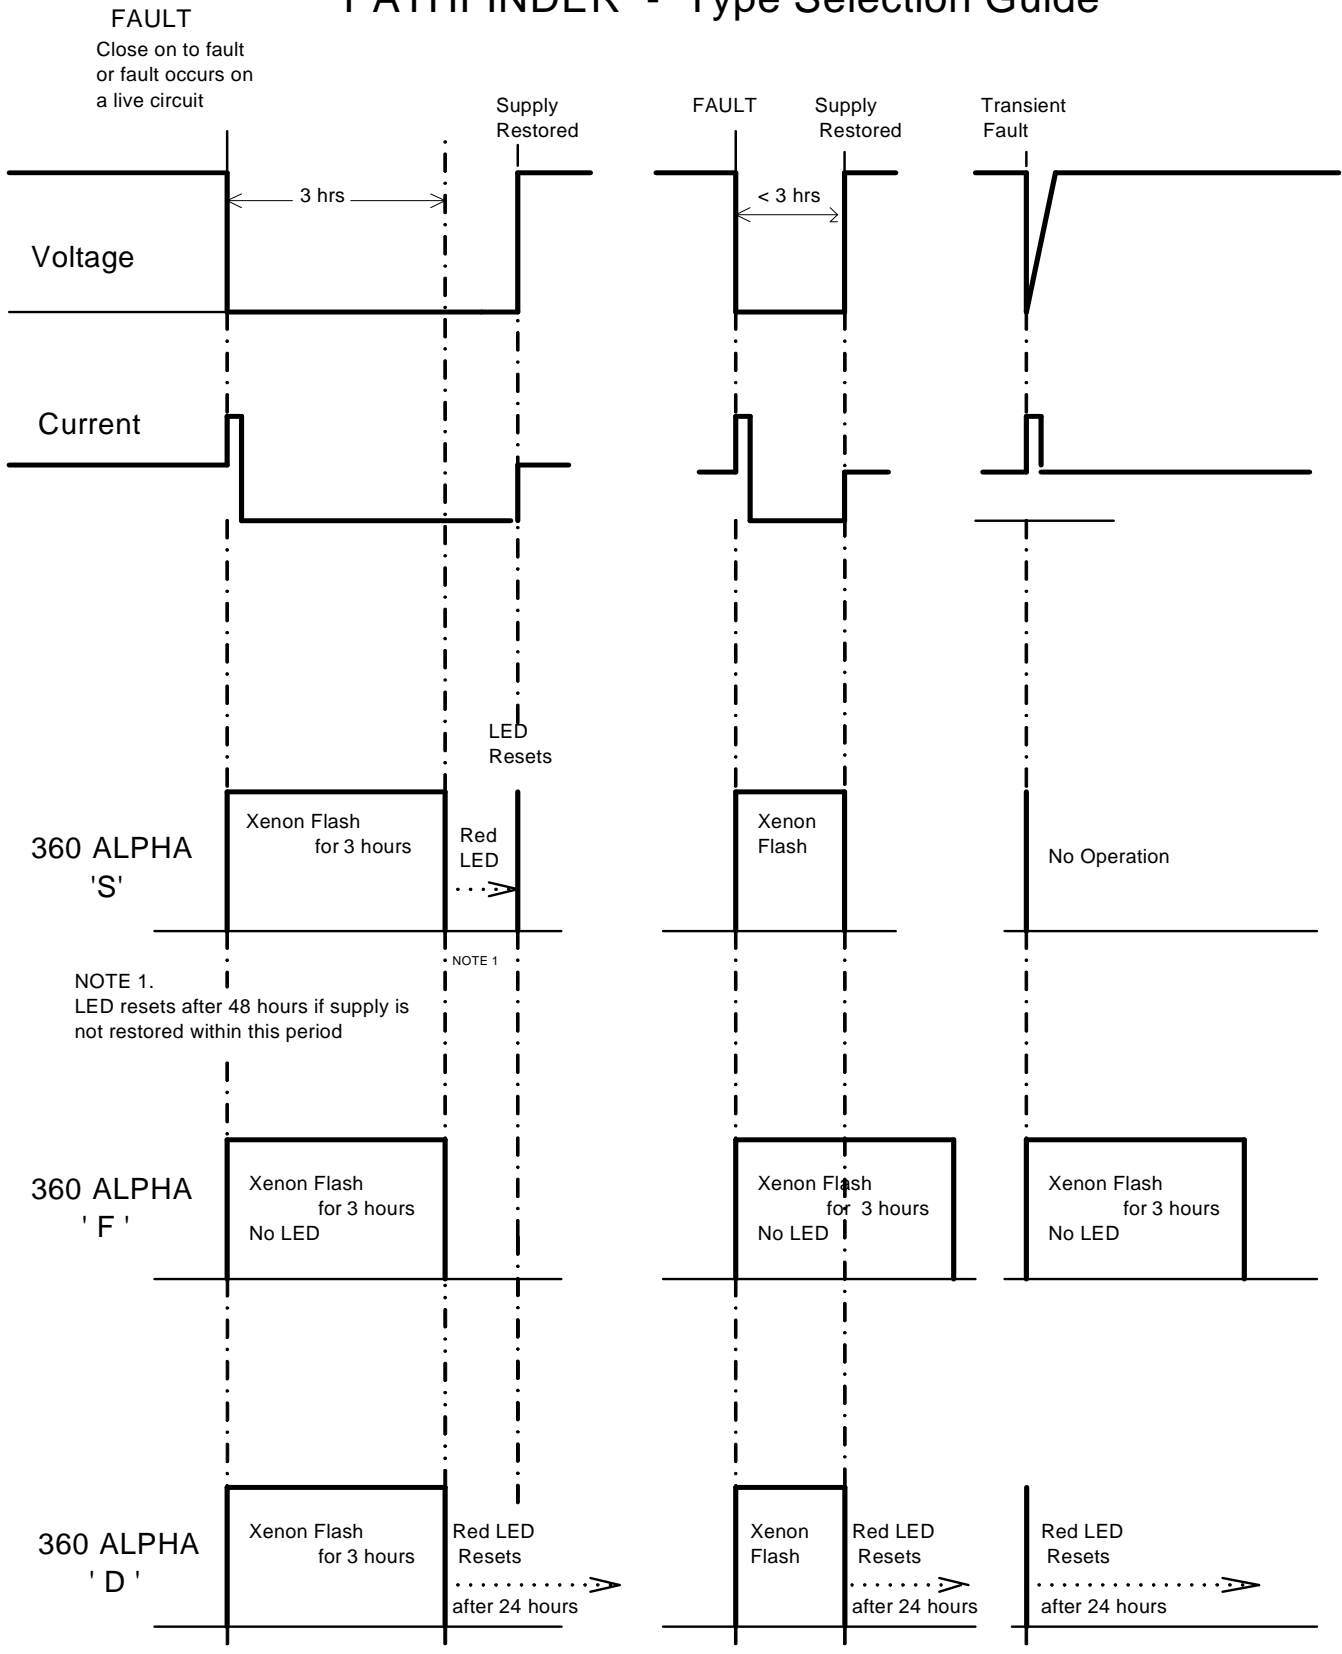 PATHFINDER - Type Selection Guide
FAULT
Close on to fault
or fault occurs on
a live circuit
Supply
Restored
FAULT
Supply
Restored
Transient
Fault
3 hrs
< 3 hrs
Voltage
Current
LED
Resets
360 ALPHA
'S'
Xenon Flash
for 3 hours
Red
LED
Xenon
Flash
No Operation
NOTE 1
NOTE 1.
LED resets after 48 hours if supply is
not restored within this period
360 ALPHA
' F '
Xenon Flash
for 3 hours
No LED
Xenon Flash
for 3 hours
No LED
Xenon Flash
for 3 hours
No LED
360 ALPHA
' D '
Xenon Flash
for 3 hours
Red LED
Resets
after 24 hours
Xenon
Flash
Red LED
Resets
after 24 hours
Red LED
Resets
after 24 hours